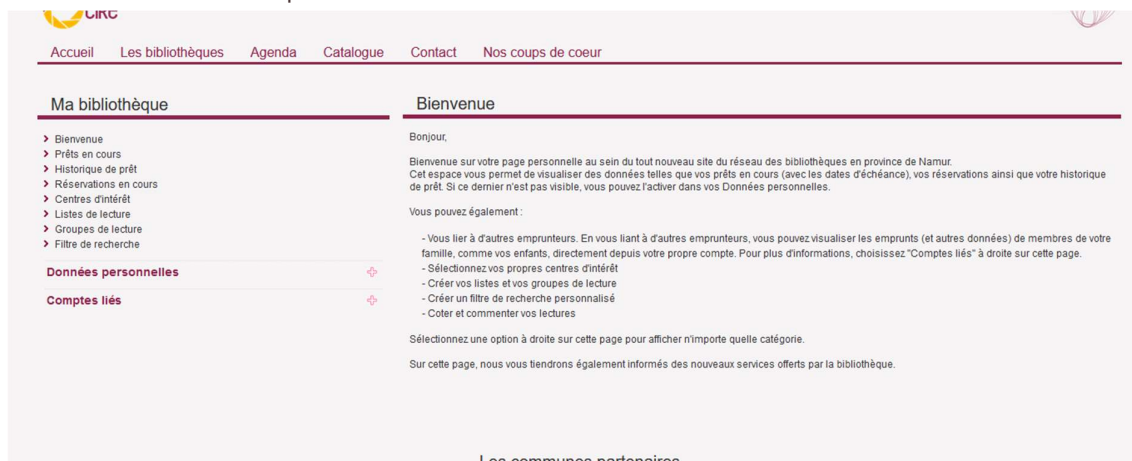 CIRC
Accueil Les bibliothèques Agenda Catalogue Contact Nos coups de coeur
Ma bibliothèque
Bienvenue
Prêts en cours
Historique de prêt
Réservations en cours
Centres d'intérêt
Listes de lecture
Groupes de lecture
Filtre de recherche
Données personnelles
Comptes liés
Bienvenue
Bonjour,
Bienvenue sur votre page personnelle au sein du tout nouveau site du réseau des bibliothèques en province de Namur.
Cet espace vous permet de visualiser des données telles que vos prêts en cours (avec les dates d'échéance), vos réservations ainsi que votre historique
de prêt. Si ce dernier n'est pas visible, vous pouvez l'activer dans vos Données personnelles.
Vous pouvez également :
- Vous lier à d'autres emprunteurs. En vous liant à d'autres emprunteurs, vous pouvez visualiser les emprunts (et autres données) de membres de votre
famille, comme vos enfants, directement depuis votre propre compte. Pour plus d'informations, choisissez "Comptes liés" à droite sur cette page.
- Sélectionnez vos propres centres d'intérêt
- Créer vos listes et vos groupes de lecture
- Créer un filtre de recherche personnalisé
- Coter et commenter vos lectures
Sélectionnez une option à droite sur cette page pour afficher n'importe quelle catégorie.
Sur cette page, nous vous tiendrons également informés des nouveaux services offerts par la bibliothèque.
Les communes partenaires